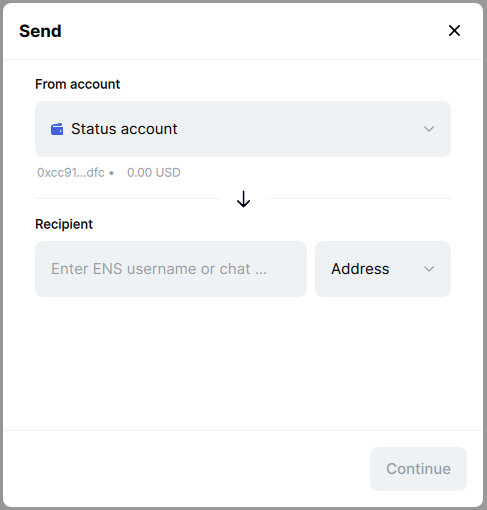 Send
From account
Status account
0xcc91...dfc • 0.00 USD
Recipient
Enter ENS username or chat ... Address
Continue